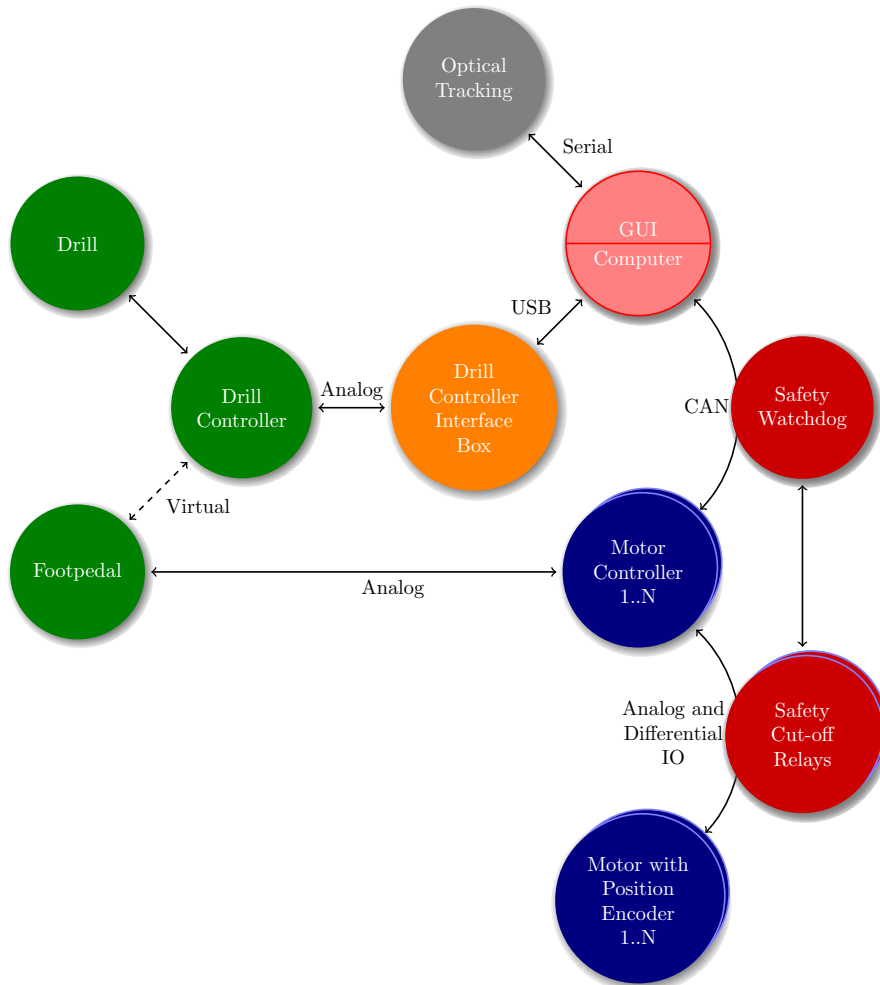 Optical
Tracking
Serial
Drill
GUI
Computer
USB
Drill
Controller
Analog
Drill
Controller
Interface
Box
CAN
Safety
Watchdog
Virtual
Footpedal
Analog
Motor
Controller
1..N
Analog and
Differential
IO
Safety
Cut-off
Relays
Motor with
Position
Encoder
1..N